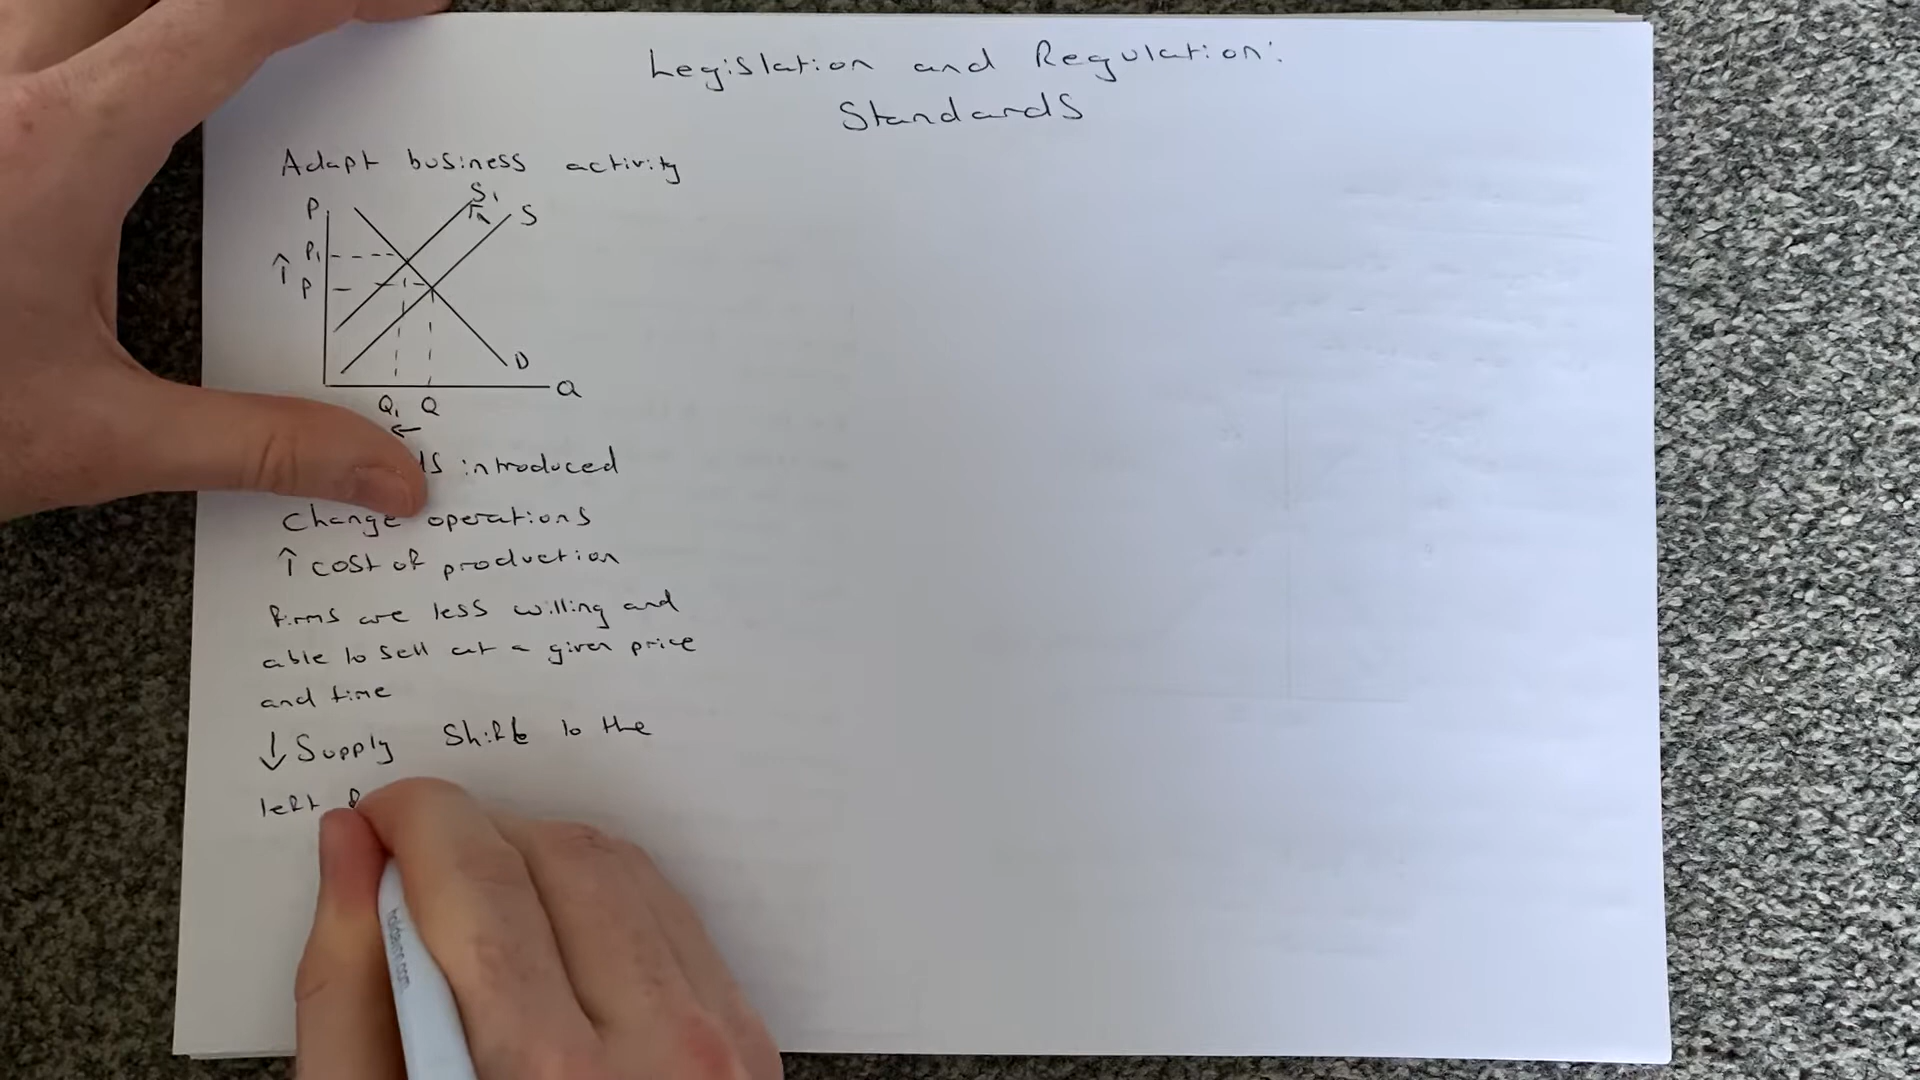 Legislation and Regulation:
Standards
Adapt business activity
P
S1
S
P1
↑
P
D
Q
Q1 Q
←
introduced
Change operations
↑ cost of production
firms are less willing and
able to sell at a given price
and time
↓ Supply Shift to the
left